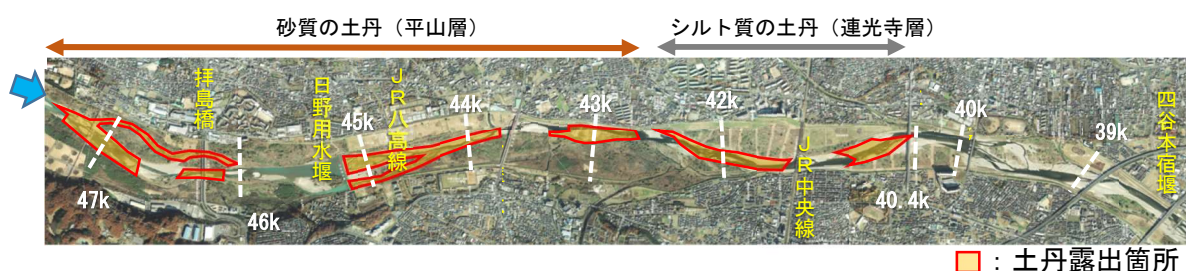 砂質の土丹（平山層）
シルト質の土丹（連光寺層）
拝島橋
日野用水堰
ＪＲ八高線
ＪＲ中央線
四谷本宿堰
47k
46k
45k
44k
43k
42k
40.4k
40k
39k
：土丹露出箇所